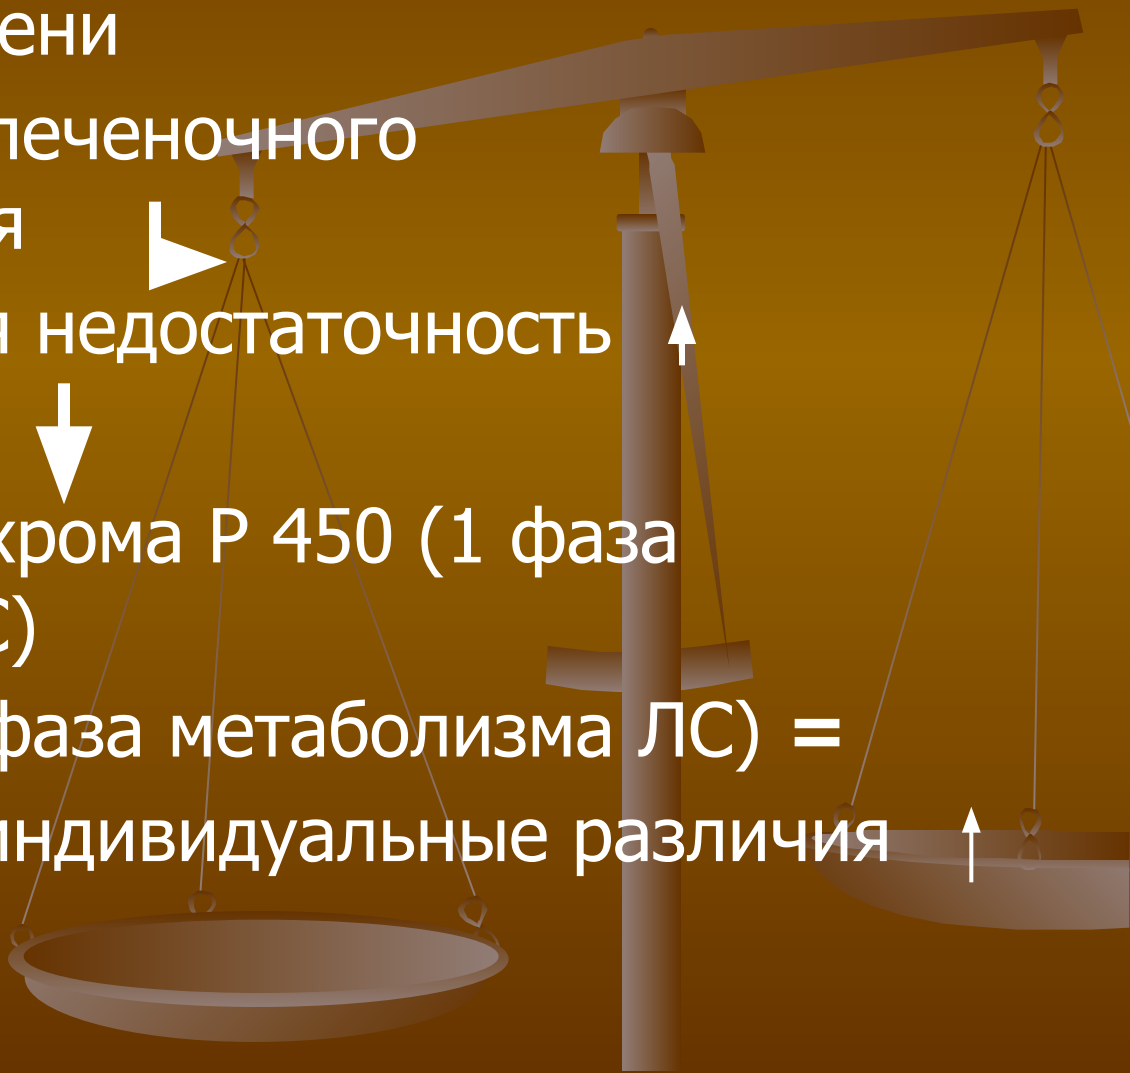 ени
печеночного
я
я недостаточность
хрома Р 450 (1 фаза
С)
фаза метаболизма ЛС) =
индивидуальные различия